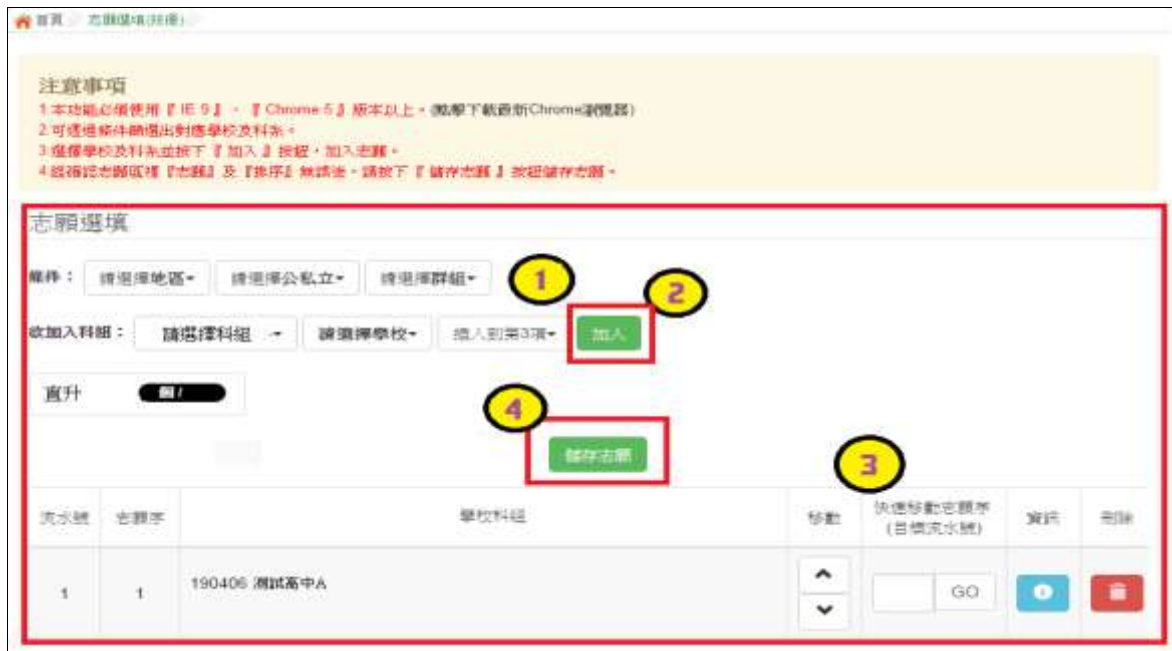 首頁 志願選填(持優)
注意事項
1.本功能必須使用『 IE 9 』、『 Chrome 5 』版本以上。(點擊下載最新Chrome瀏覽器)
2.可透過條件篩選出對應學校及科系。
3.選擇學校及科系並按下『 加入 』按鈕,加入志願。
4.經確認志願區裡『志願』及『排序』無誤後,請按下『 儲存志願 』按鈕儲存志願。
志願選填
條件: 請選擇地區 請選擇公私立 請選擇群組 1
2
欲加入科組: 請選擇科組 請選擇學校 插入到第3項 加入
直升 個 /
4
儲存志願
3
流水號 志願序 學校科組 移動 快速移動志願序 (目標流水號) 資訊 刪除
1 1 190406 測試高中A GO